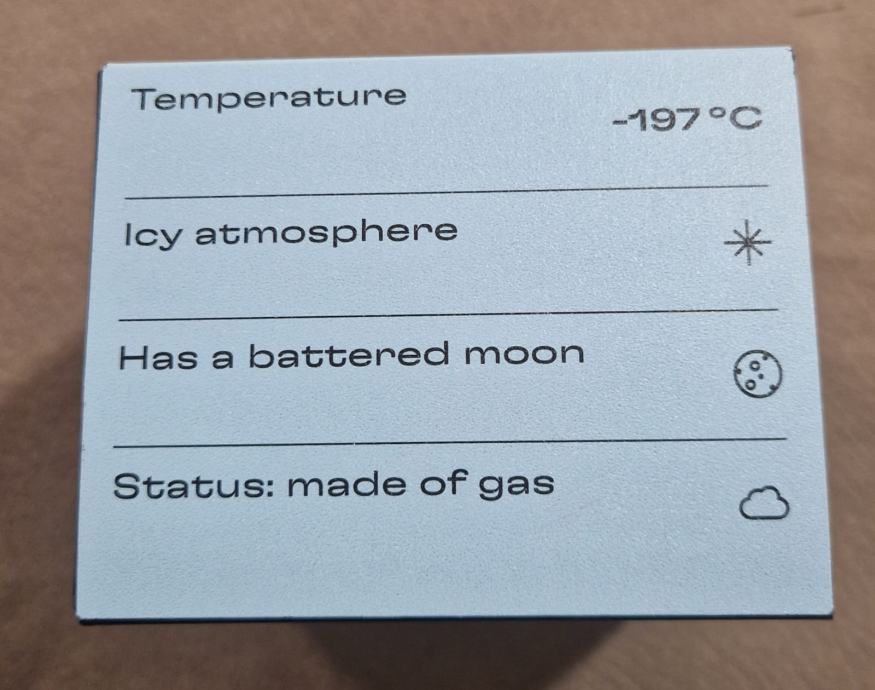 Temperature
-197°C
Icy atmosphere
Has a battered moon
Status: made of gas